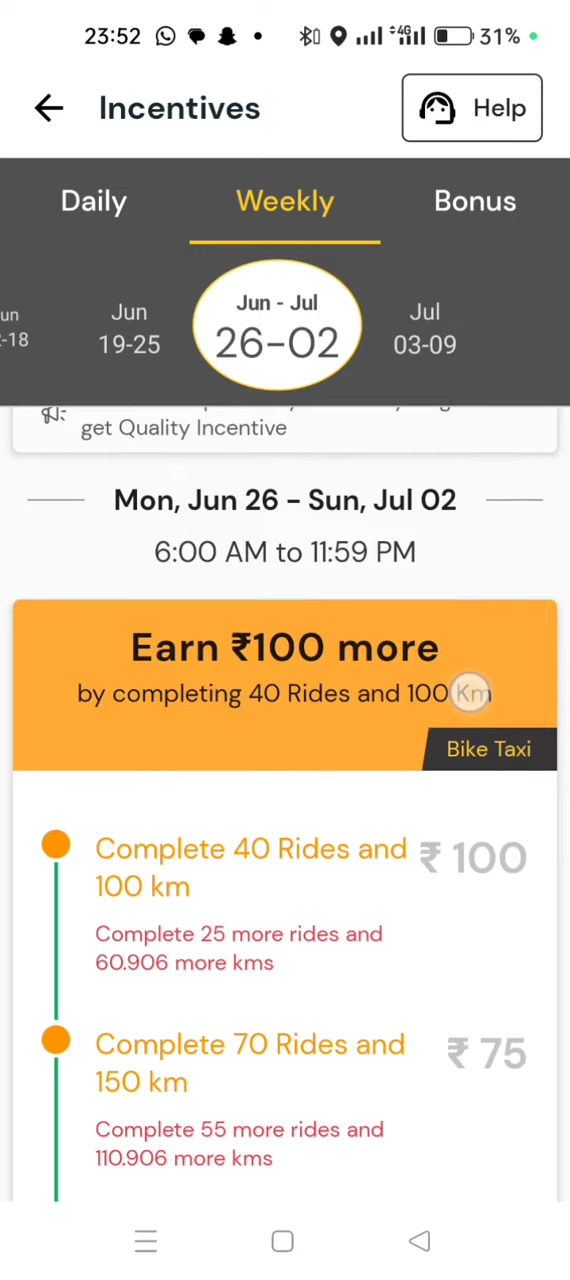 23:52 4G 31%
Incentives Help
Daily Weekly Bonus
un Jun Jun - Jul Jul
-18 19-25 26-02 03-09
get Quality Incentive
Mon, Jun 26 - Sun, Jul 02
6:00 AM to 11:59 PM
Earn ₹100 more
by completing 40 Rides and 100 Km
Bike Taxi
Complete 40 Rides and ₹ 100
100 km
Complete 25 more rides and
60.906 more kms
Complete 70 Rides and ₹ 75
150 km
Complete 55 more rides and
110.906 more kms